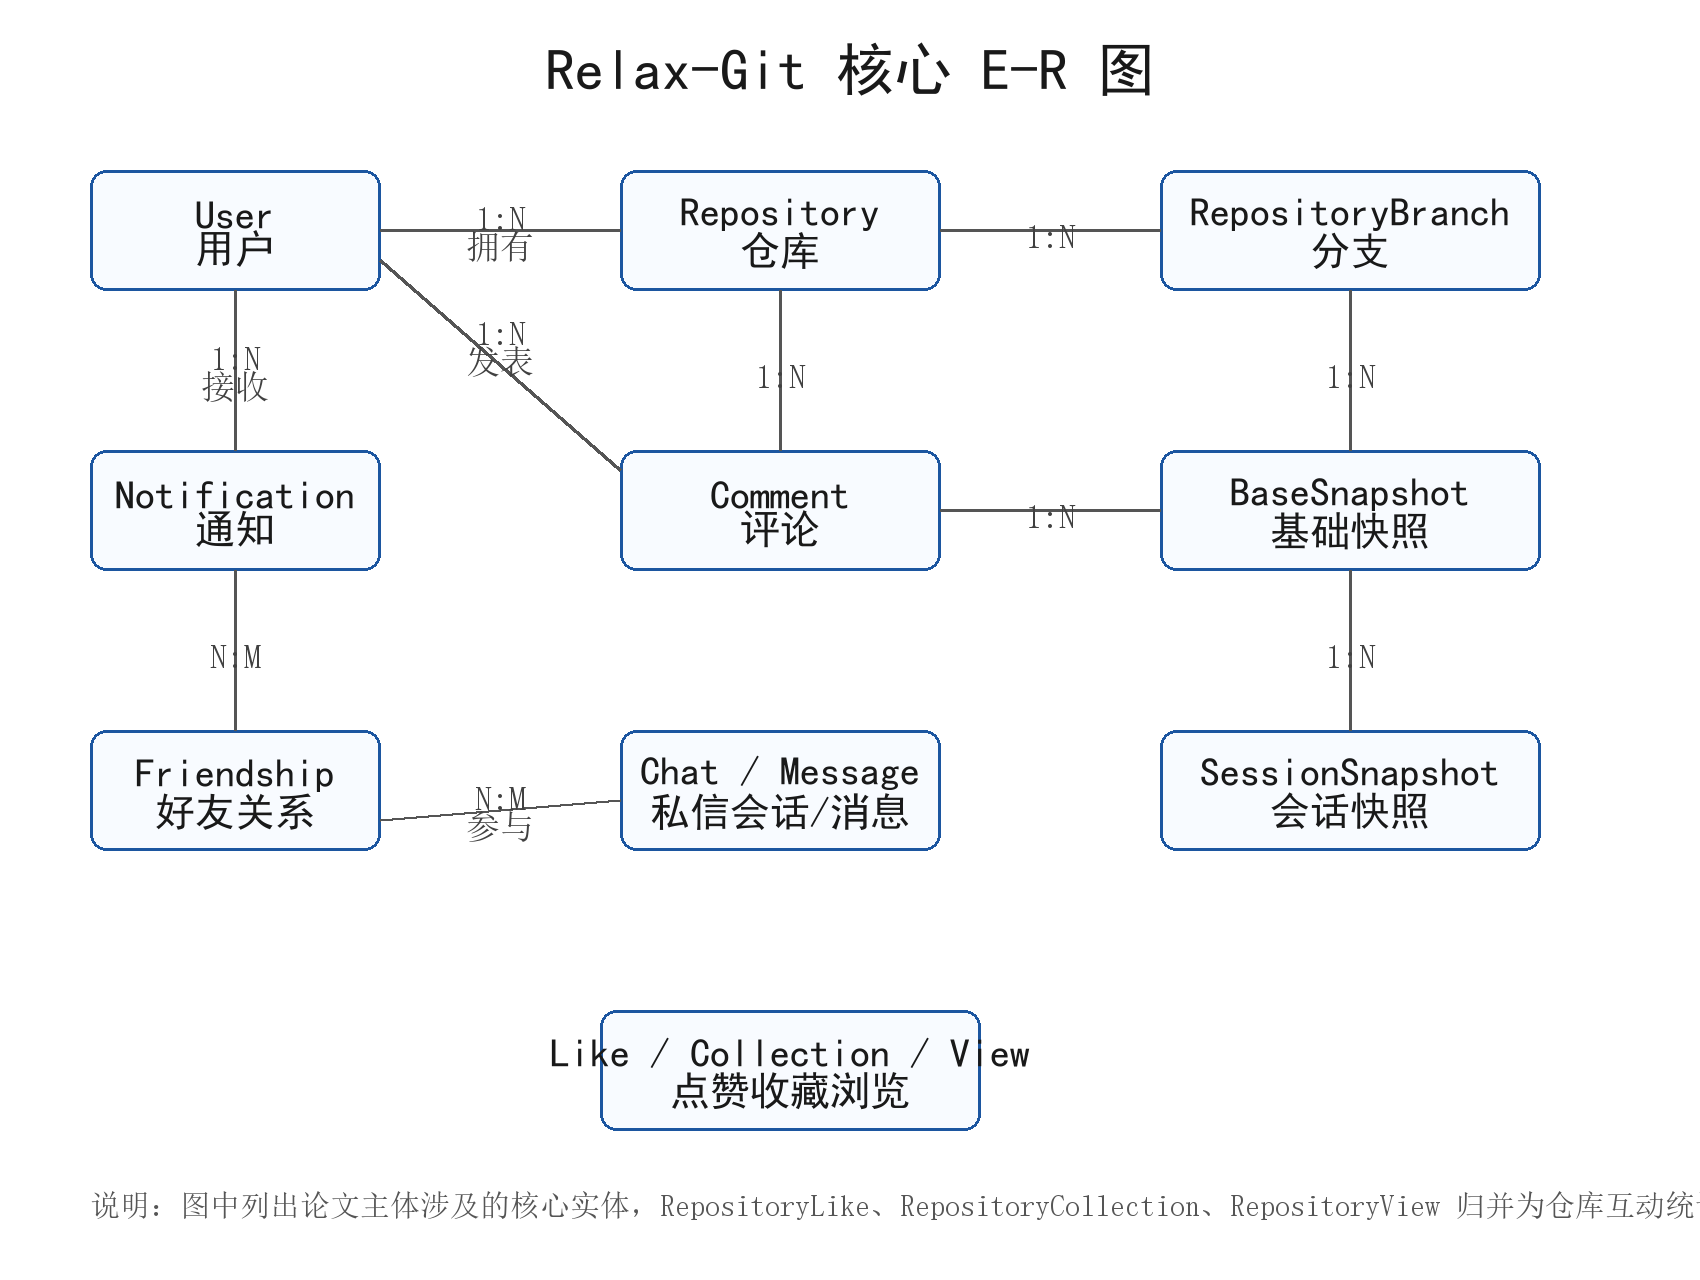 Relax-Git 核心 E-R 图
User
用户
1:N
拥有
Repository
仓库
1:N
RepositoryBranch
分支
1:N
接收
1:N
发表
1:N
1:N
Notification
通知
Comment
评论
1:N
BaseSnapshot
基础快照
N:M
1:N
Friendship
好友关系
N:M
参与
Chat / Message
私信会话/消息
SessionSnapshot
会话快照
Like / Collection / View
点赞收藏浏览
说明：图中列出论文主体涉及的核心实体，RepositoryLike、RepositoryCollection、RepositoryView 归并为仓库互动统